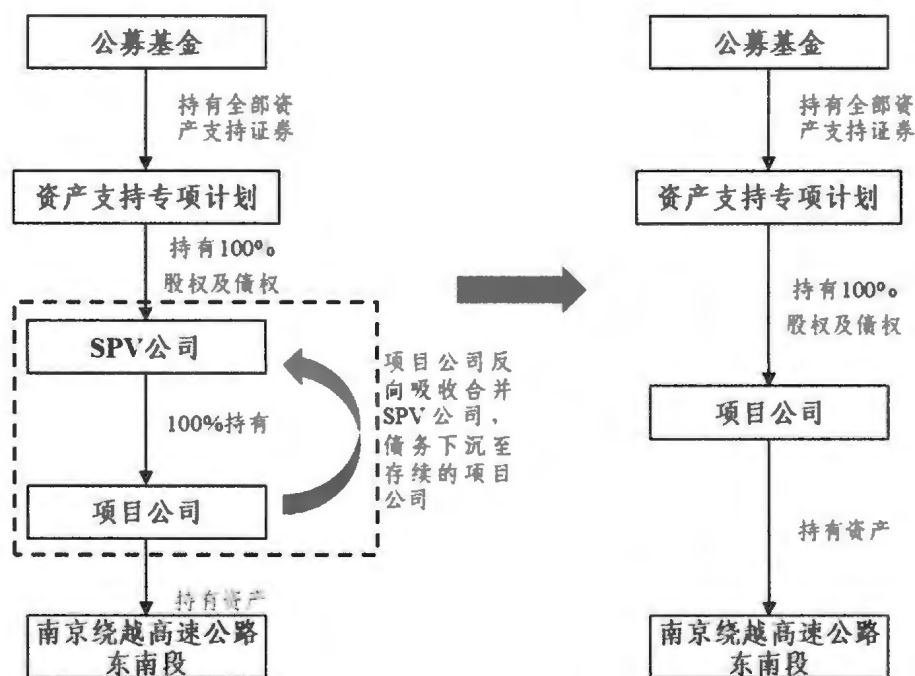 公募基金
持有全部资
产支持证券
资产支持专项计划
持有100%
股权及债权
SPV公司
100%持有
项目公司
项目公司反
向吸收合并
SPV公司，
债务下沉至
存续的项目
公司
持有资产
南京绕越高速公路
东南段
公募基金
持有全部资
产支持证券
资产支持专项计划
持有100%
股权及债权
项目公司
持有资产
南京绕越高速公路
东南段